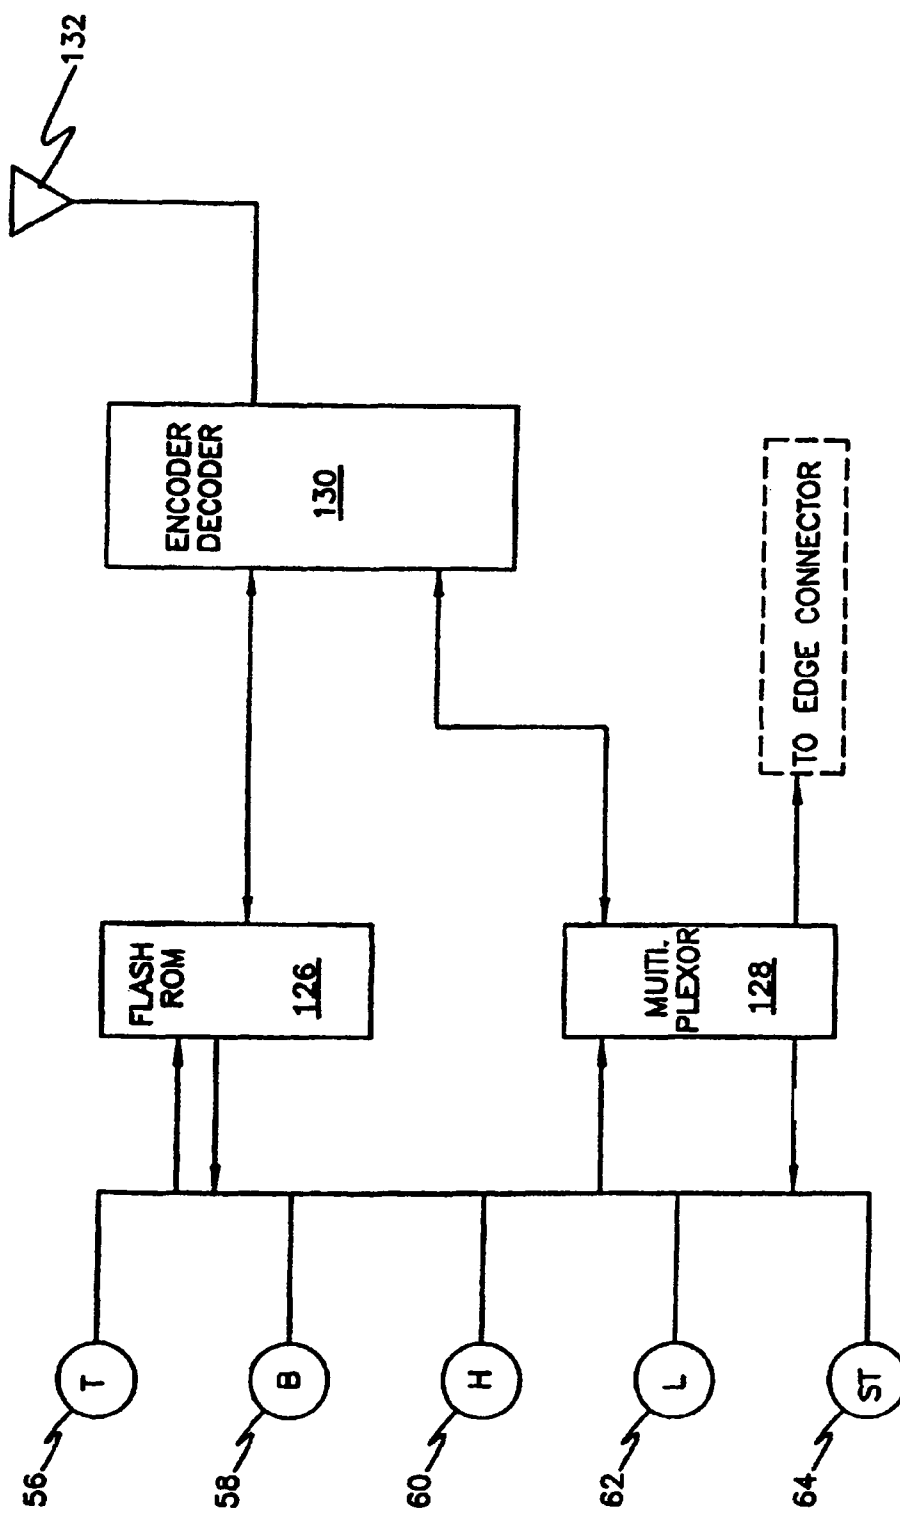 132
ENCODER
DECODER
130
FLASH
ROM
126
MUITI.
PLEXOR
128
TO EDGE CONNECTOR
T
B
H
L
ST
56
58
60
62
64